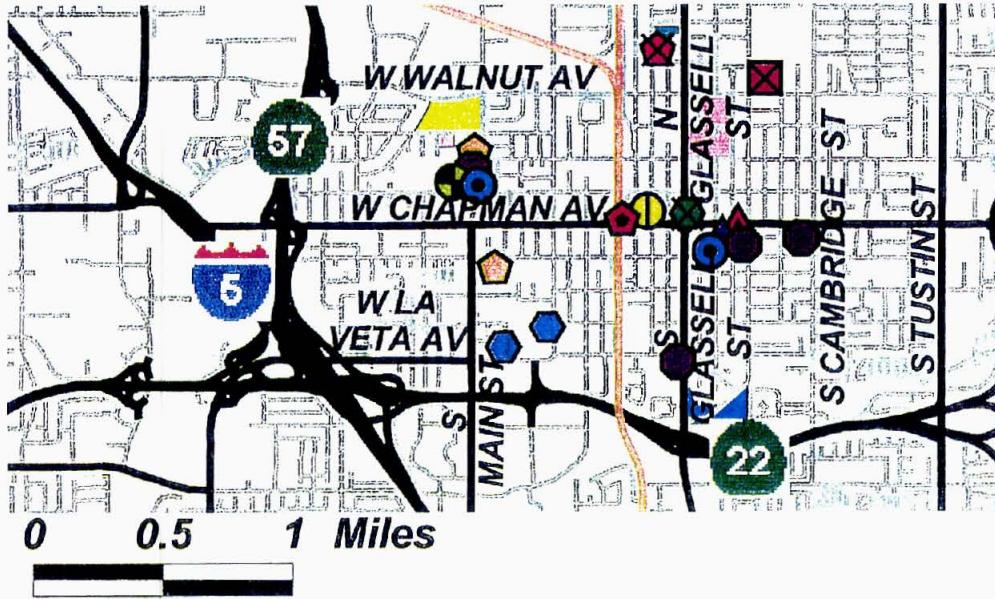 W WALNUT AV
57
N
GLASSELL
ST
W CHAPMAN AV
5
W LA
VETA AV
S
MAIN ST
S
GLASSELL
ST
S CAMBRIDGE ST
S TUSTIN ST
22
0 0.5 1 Miles